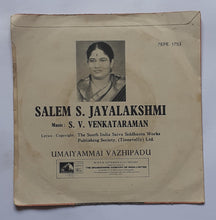 7EPE. 1753
SALEM S. JAYALAKSHMI
Music: S. V. VENKATARAMAN
Lyrics Copyright: The South India Saiva Siddhanta Works
Publishing Society, (Tinnevelly) Ltd.
UMAIYAMMAI VAZHIPADU